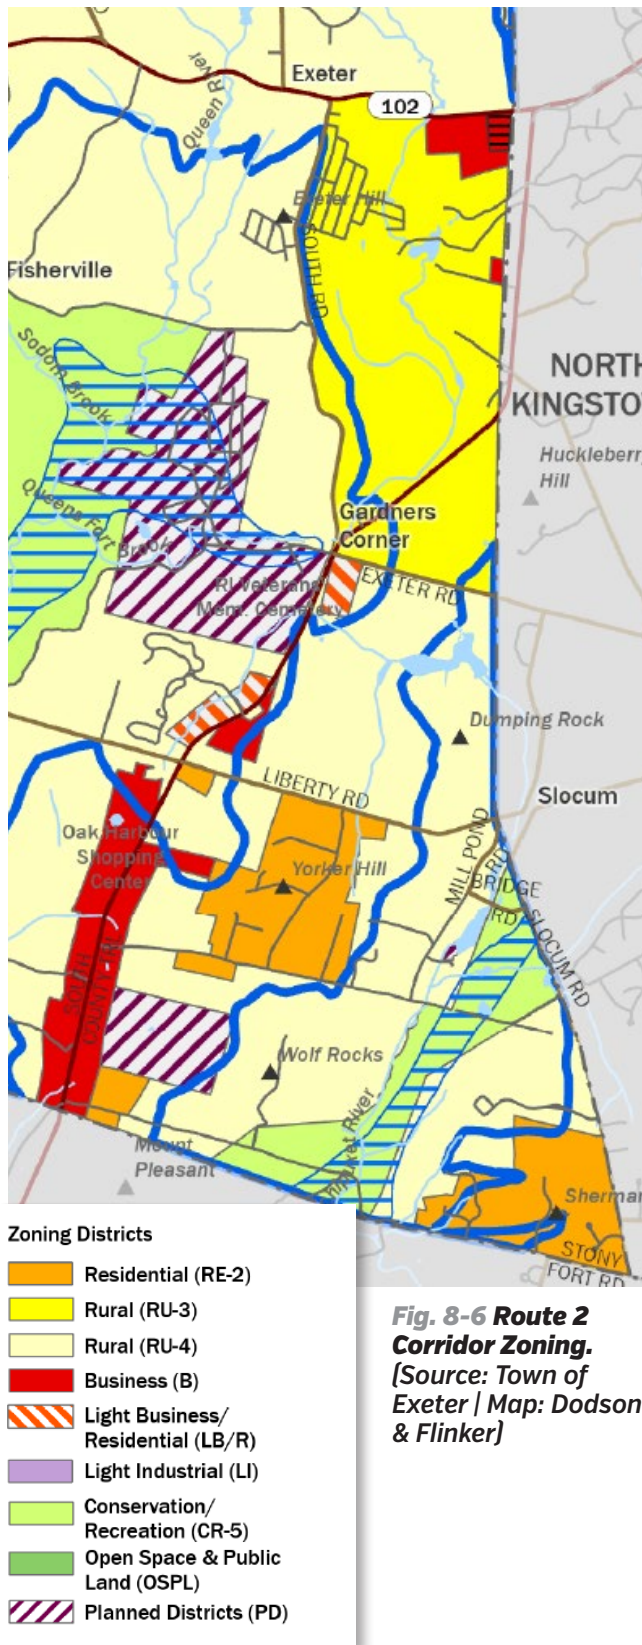 Exeter
102
Queen River
Exeter Hill
SOUTH RD
Fisherville
Sodom Brook
NORTH
KINGSTO
Huckleberr
Hill
Queens Fort Brook
Gardners
Corner
RI Veterans
Mem. Cemetery
EXETER RD
Dumping Rock
LIBERTY RD
Slocum
Oak Harbour
Shopping
Center
Yorker Hill
MILL POND
RD
BRIDGE
RD
SLOCUM RD
SOUTH
COUNTY TRL
Wolf Rocks
River
Mount
Pleasant
Sherma
STONY
FORT RD
Zoning Districts
Residential (RE-2)
Rural (RU-3)
Rural (RU-4)
Business (B)
Light Business/
Residential (LB/R)
Light Industrial (LI)
Conservation/
Recreation (CR-5)
Open Space & Public
Land (OSPL)
Planned Districts (PD)
Fig. 8-6 Route 2
Corridor Zoning.
(Source: Town of
Exeter | Map: Dodson
& Flinker)